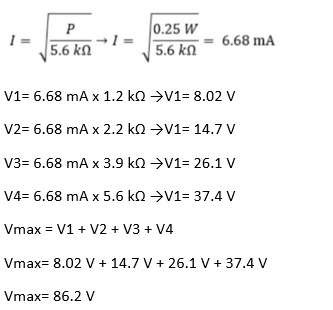 I = √(P / 5.6 kΩ) → I = √(0.25 W / 5.6 kΩ) = 6.68 mA
V1= 6.68 mA x 1.2 kΩ →V1= 8.02 V
V2= 6.68 mA x 2.2 kΩ →V1= 14.7 V
V3= 6.68 mA x 3.9 kΩ →V1= 26.1 V
V4= 6.68 mA x 5.6 kΩ →V1= 37.4 V
Vmax = V1 + V2 + V3 + V4
Vmax= 8.02 V + 14.7 V + 26.1 V + 37.4 V
Vmax= 86.2 V